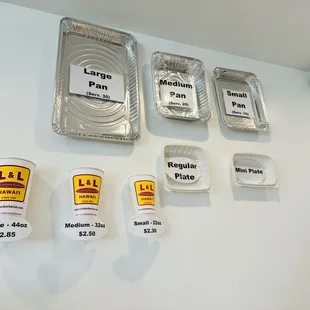 Large
Pan
(Serv. 30)
Medium
Pan
(Serv. 20)
Small
Pan
(Serv. 10)
Regular
Plate
Mini Plate
L&L
HAWAII
L&L
HAWAII
L&L
HAWAII
e - 44oz
2.85
Medium - 32oz
$2.50
Small - 22oz
$2.30